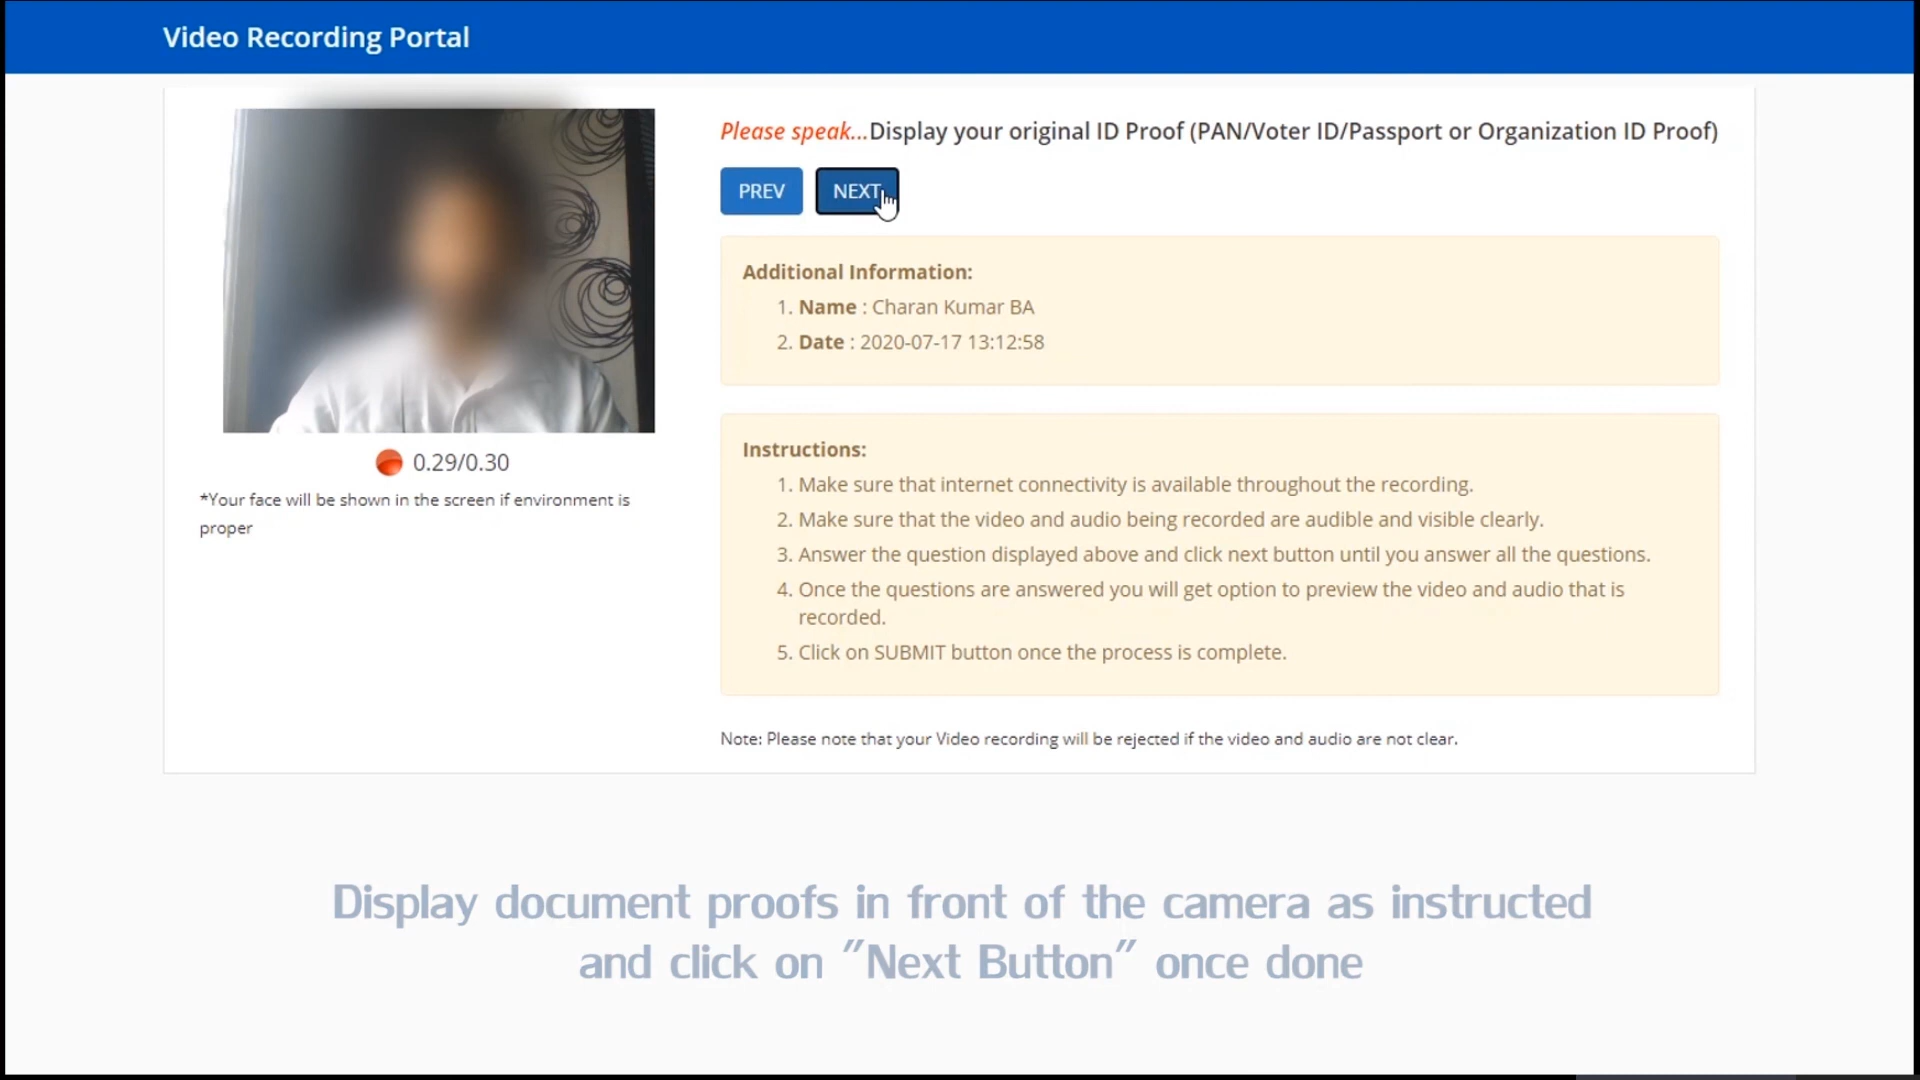 Video Recording Portal
Please speak...Display your original ID Proof (PAN/Voter ID/Passport or Organization ID Proof)
PREV
NEXT
Additional Information:
1. Name : Charan Kumar BA
2. Date : 2020-07-17 13:12:58
0.29/0.30
*Your face will be shown in the screen if environment is
proper
Instructions:
1. Make sure that internet connectivity is available throughout the recording.
2. Make sure that the video and audio being recorded are audible and visible clearly.
3. Answer the question displayed above and click next button until you answer all the questions.
4. Once the questions are answered you will get option to preview the video and audio that is
recorded.
5. Click on SUBMIT button once the process is complete.
Note: Please note that your Video recording will be rejected if the video and audio are not clear.
Display document proofs in front of the camera as instructed
and click on "Next Button" once done